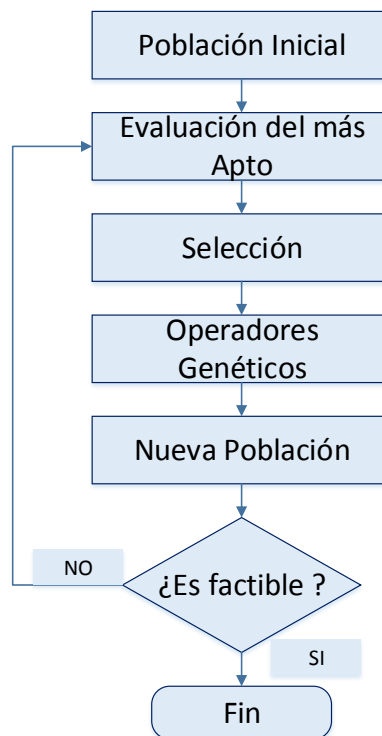 Población Inicial
Evaluación del más
Apto
Selección
Operadores
Genéticos
Nueva Población
¿Es factible ?
NO
SI
Fin